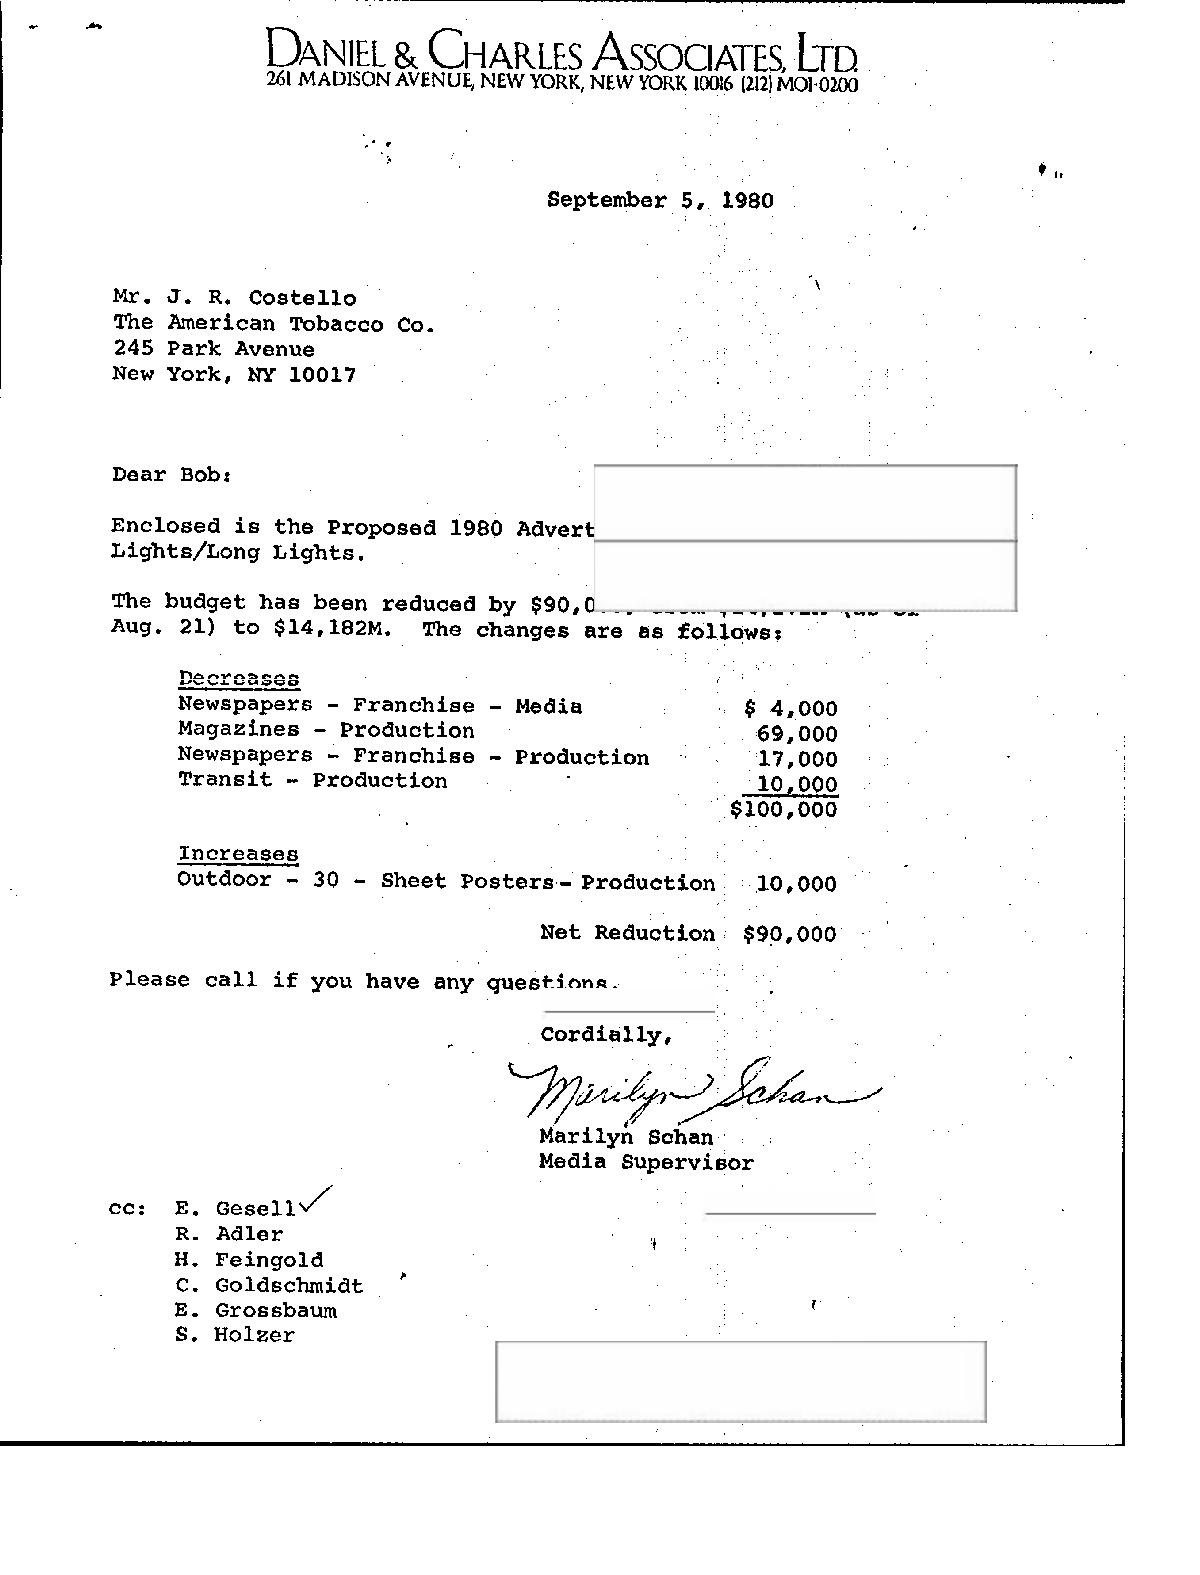 DANIEL & CHARLES ASSOCIATES, LTD.
261 MADISON AVENUE, NEW YORK, NEW YORK 10016 (212) MO1-0200
September 5, 1980
Mr. J. R. Costello
The American Tobacco Co.
245 Park Avenue
New York, NY 10017
Dear Bob:
Enclosed is the Proposed 1980 Advert
Lights/Long Lights.
The budget has been reduced by $90,0
Aug. 21) to $14,182M. The changes are as follows:
Decreases
Newspapers - Franchise - Media $ 4,000
Magazines - Production 69,000
Newspapers - Franchise - Production 17,000
Transit - Production 10,000
$100,000
Increases
Outdoor - 30 - Sheet Posters - Production 10,000
Net Reduction $90,000
Please call if you have any questions.
Cordially,
Marilyn Schan
Marilyn Schan
Media Supervisor
cc: E. Gesell
R. Adler
H. Feingold
C. Goldschmidt
E. Grossbaum
S. Holzer